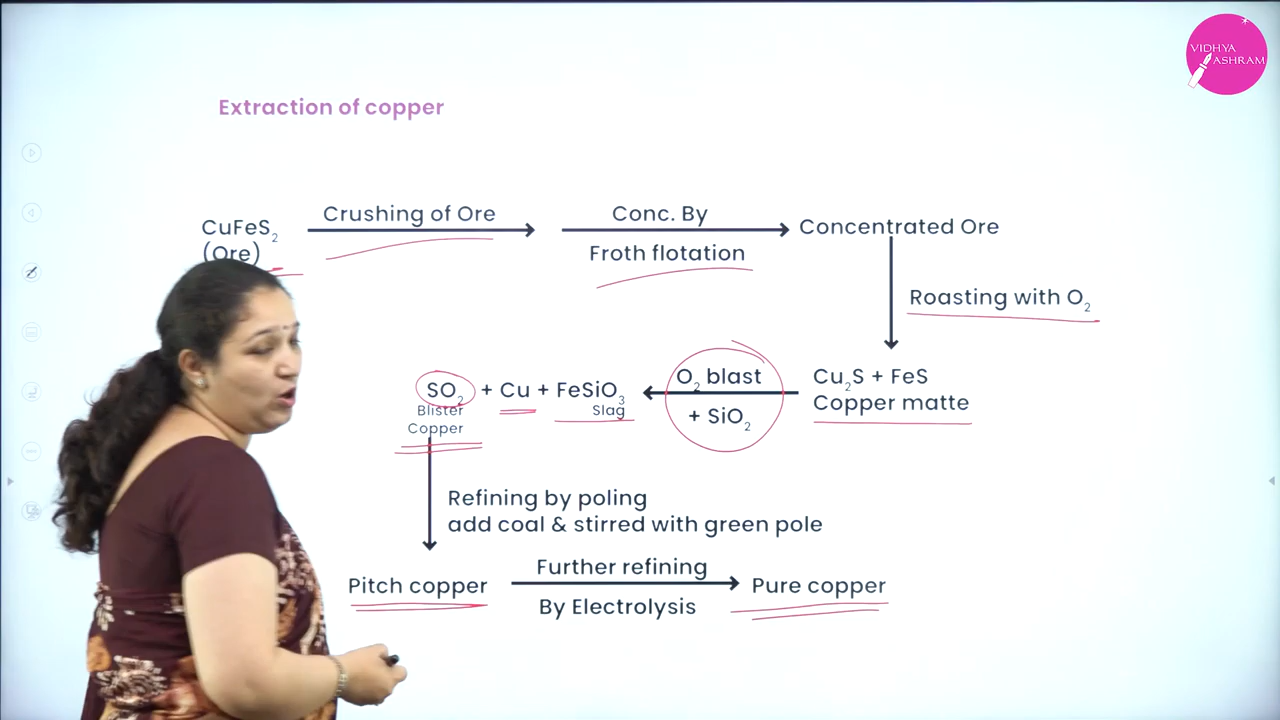 VIDHYA
ASHRAM
Extraction of copper
CuFeS₂
(Ore)
Crushing of Ore
Conc. By
Froth flotation
Concentrated Ore
Roasting with O₂
Cu₂S + FeS
Copper matte
O₂ blast
+ SiO₂
SO₂ + Cu + FeSiO₃
Slag
Blister
Copper
Refining by poling
add coal & stirred with green pole
Pitch copper
Further refining
By Electrolysis
Pure copper